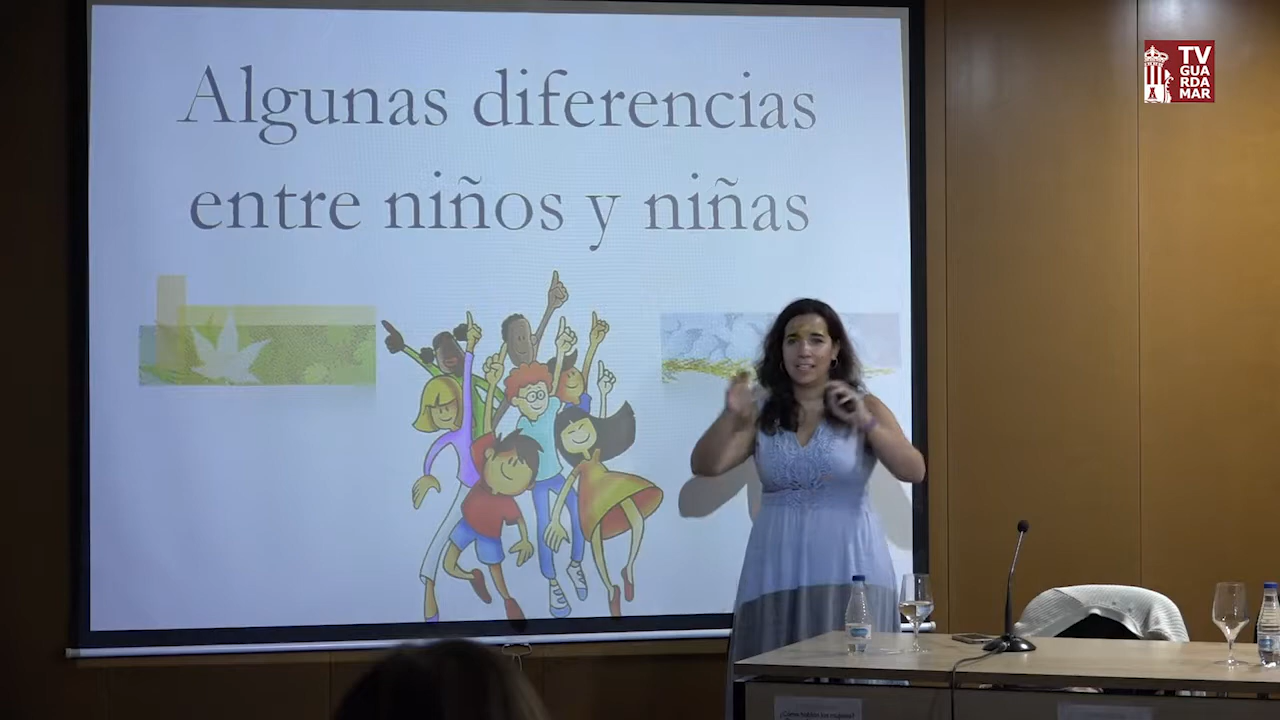 Algunas diferencias
entre niños y niñas
TV
GUA
RDA
MAR